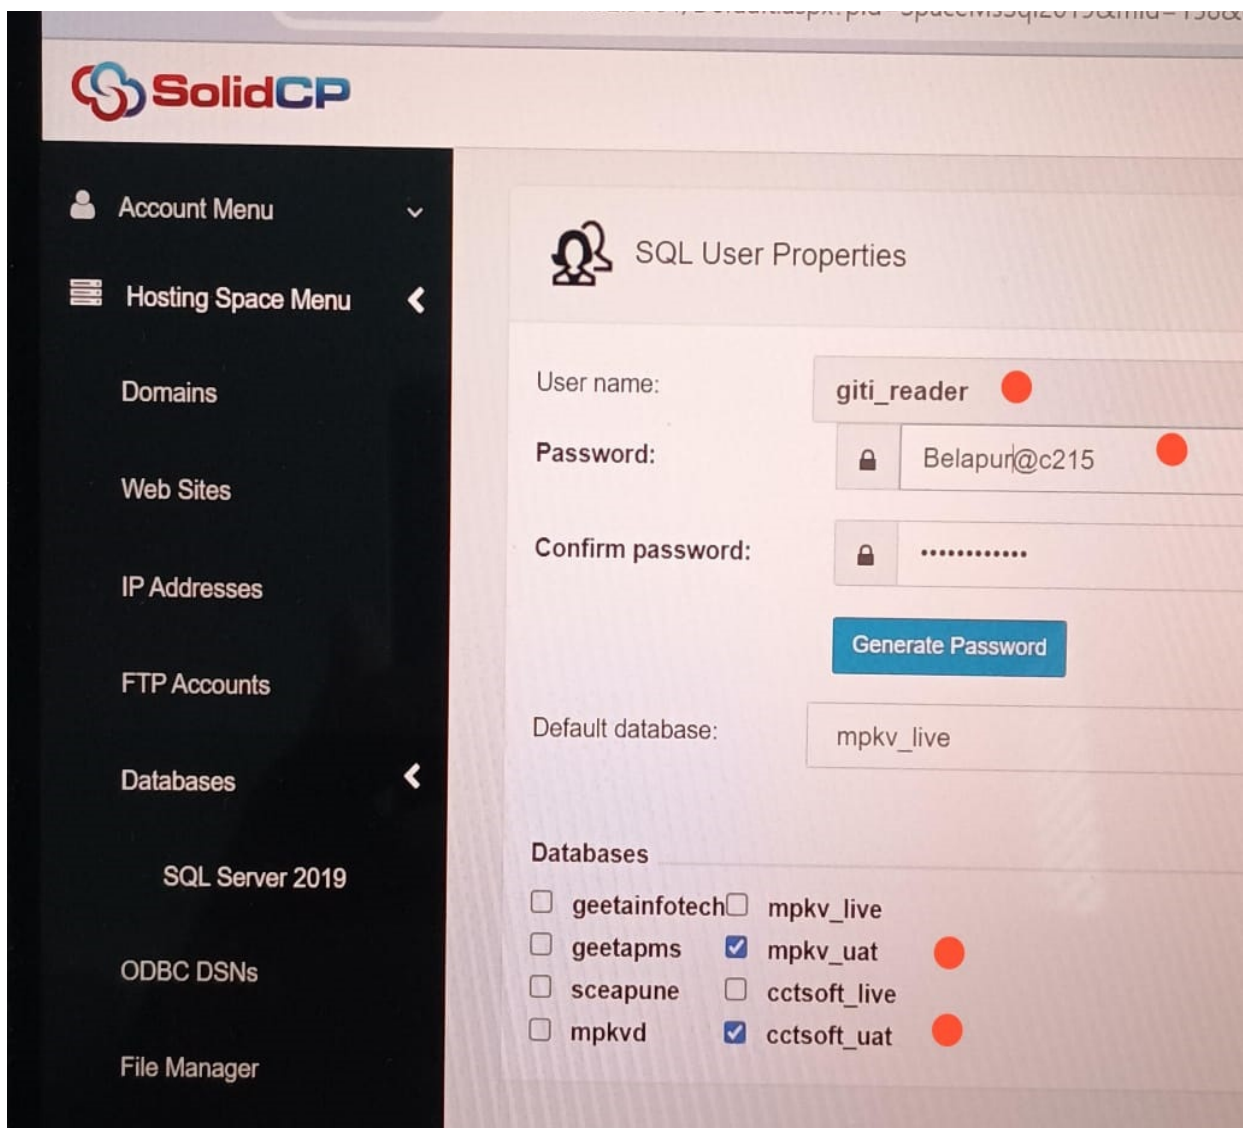 SolidCP
Account Menu
Hosting Space Menu
Domains
Web Sites
IP Addresses
FTP Accounts
Databases
SQL Server 2019
ODBC DSNs
File Manager
SQL User Properties
User name: giti_reader
Password: Belapur@c215
Confirm password: ••••••••••••
Generate Password
Default database: mpkv_live
Databases
geetainfotech mpkv_live
geetapms mpkv_uat
sceapune cctsoft_live
mpkvd cctsoft_uat